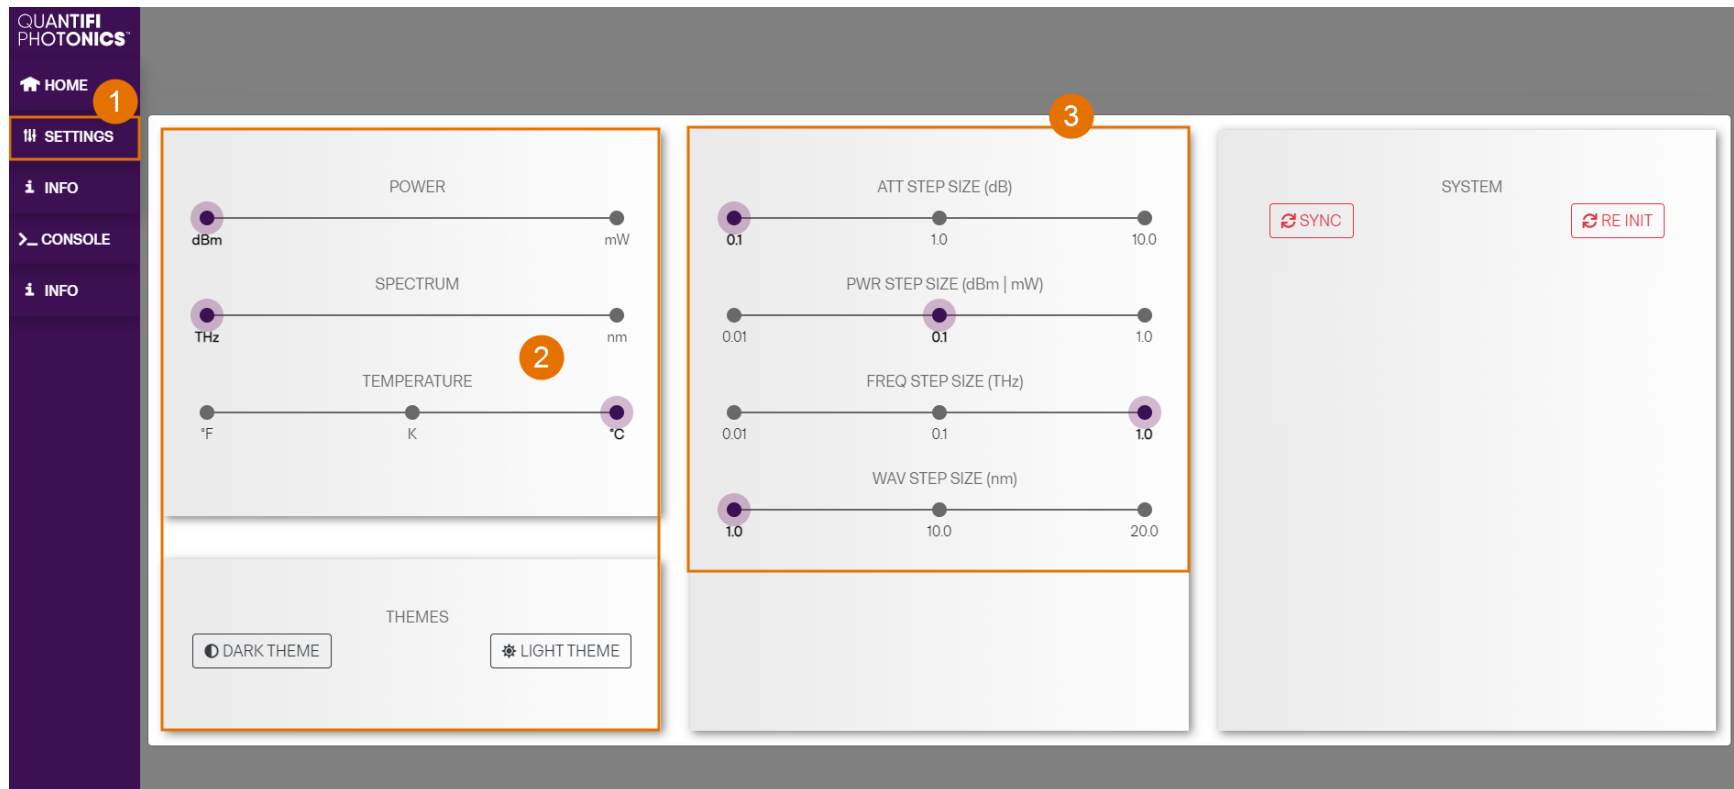 QUANTIFI
PHOTONICS™
HOME
1
SETTINGS
INFO
>_ CONSOLE
INFO
POWER
dBm mW
SPECTRUM
THz nm
2
TEMPERATURE
°F K °C
THEMES
DARK THEME LIGHT THEME
3
ATT STEP SIZE (dB)
0.1 1.0 10.0
PWR STEP SIZE (dBm | mW)
0.01 0.1 1.0
FREQ STEP SIZE (THz)
0.01 0.1 1.0
WAV STEP SIZE (nm)
1.0 10.0 20.0
SYSTEM
SYNC RE INIT